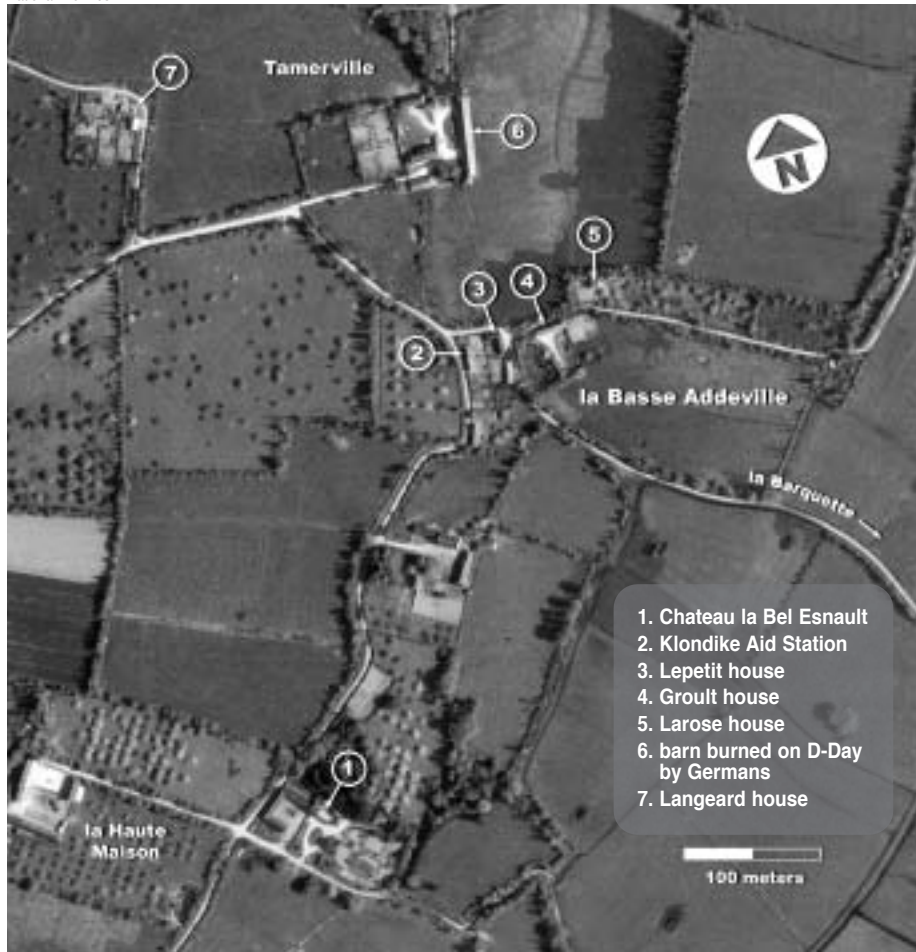 7
Tamerville
6
N
5
4
3
2
la Basse Addeville
la Barquette
1. Chateau la Bel Esnault
2. Klondike Aid Station
3. Lepetit house
4. Groult house
5. Larose house
6. barn burned on D-Day
by Germans
7. Langeard house
1
la Haute
Maison
100 meters